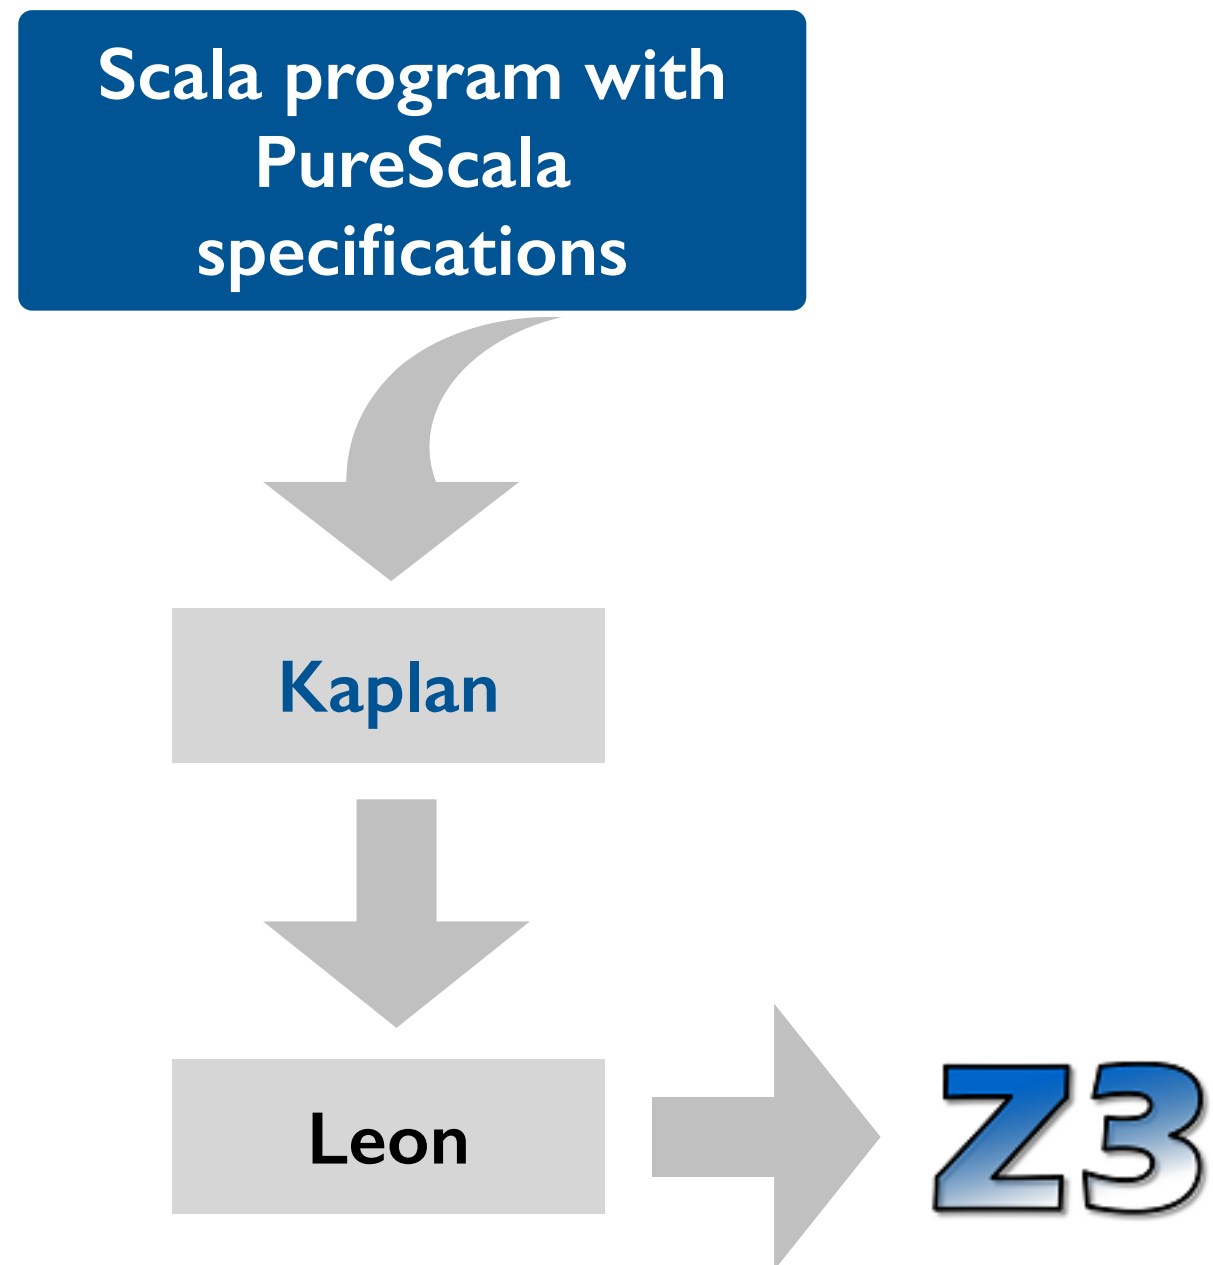 Scala program with
PureScala
specifications
Kaplan
Leon
Z3